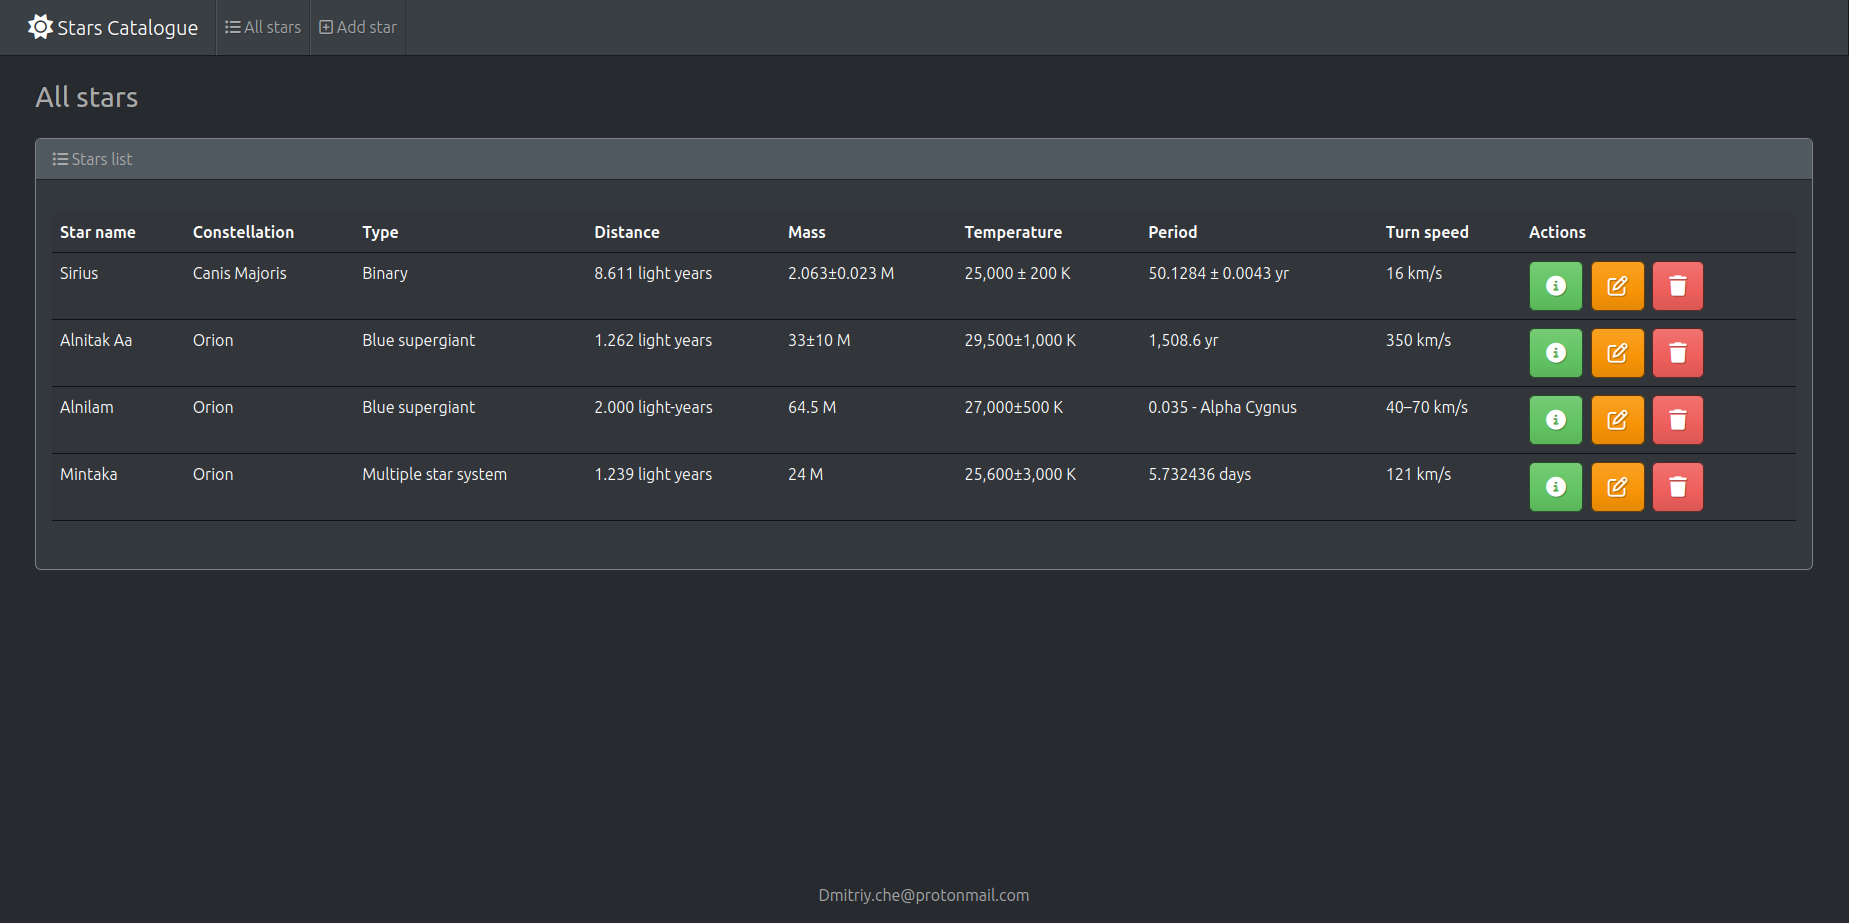 Stars Catalogue All stars Add star
All stars
Stars list
Star name Constellation Type Distance Mass Temperature Period Turn speed Actions
Sirius Canis Majoris Binary 8.611 light years 2.063±0.023 M 25,000 ± 200 K 50.1284 ± 0.0043 yr 16 km/s
Alnitak Aa Orion Blue supergiant 1.262 light years 33±10 M 29,500±1,000 K 1,508.6 yr 350 km/s
Alnilam Orion Blue supergiant 2.000 light-years 64.5 M 27,000±500 K 0.035 - Alpha Cygnus 40–70 km/s
Mintaka Orion Multiple star system 1.239 light years 24 M 25,600±3,000 K 5.732436 days 121 km/s
Dmitriy.che@protonmail.com